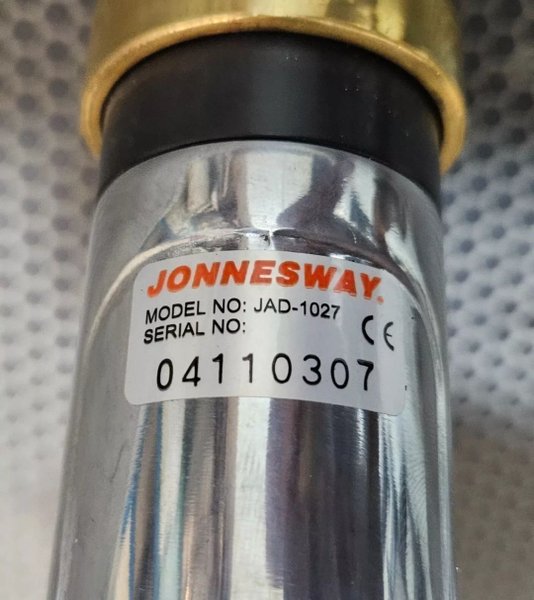 JONNESWAY.
MODEL NO: JAD-1027
SERIAL NO:
CE
04110307